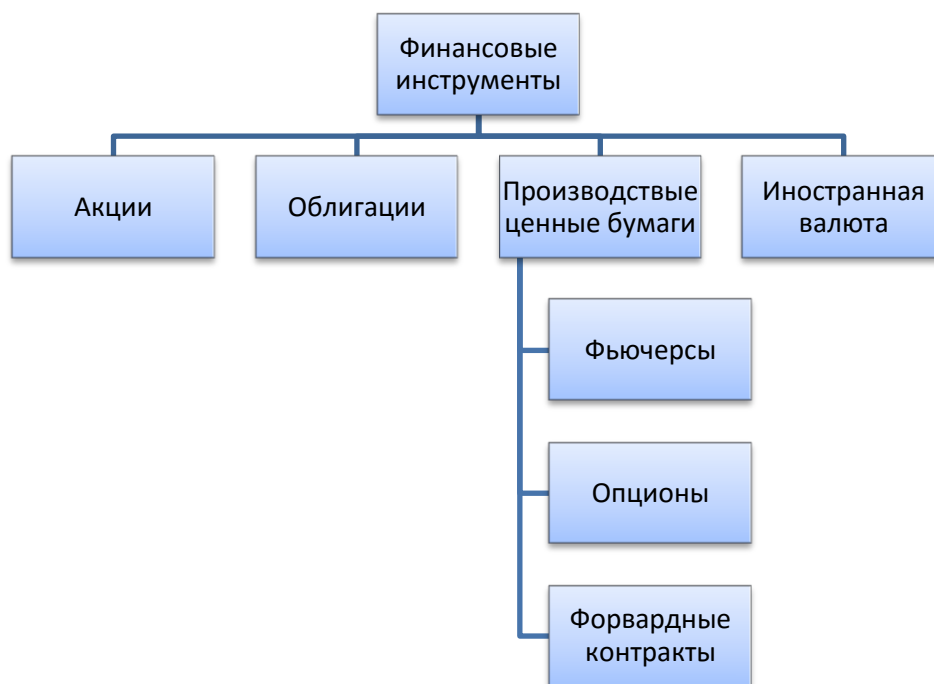 Финансовые
инструменты
Акции
Облигации
Производствые
ценные бумаги
Иностранная
валюта
Фьючерсы
Опционы
Форвардные
контракты